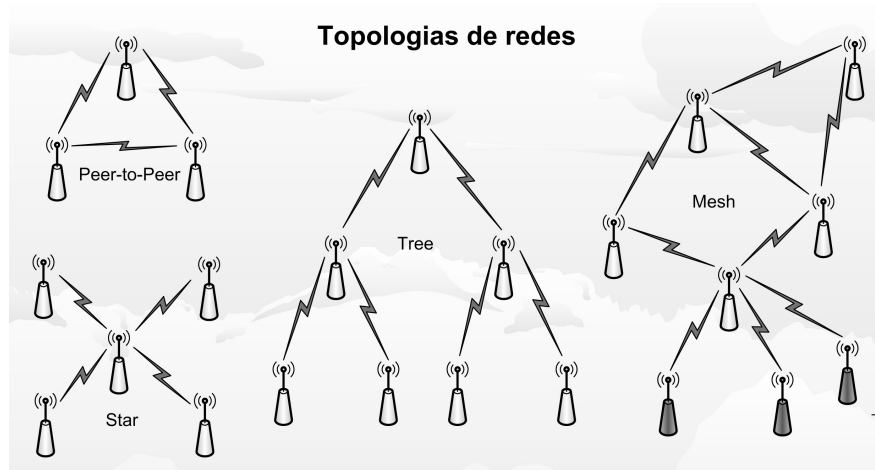 Topologias de redes
Peer-to-Peer
Tree
Mesh
Star